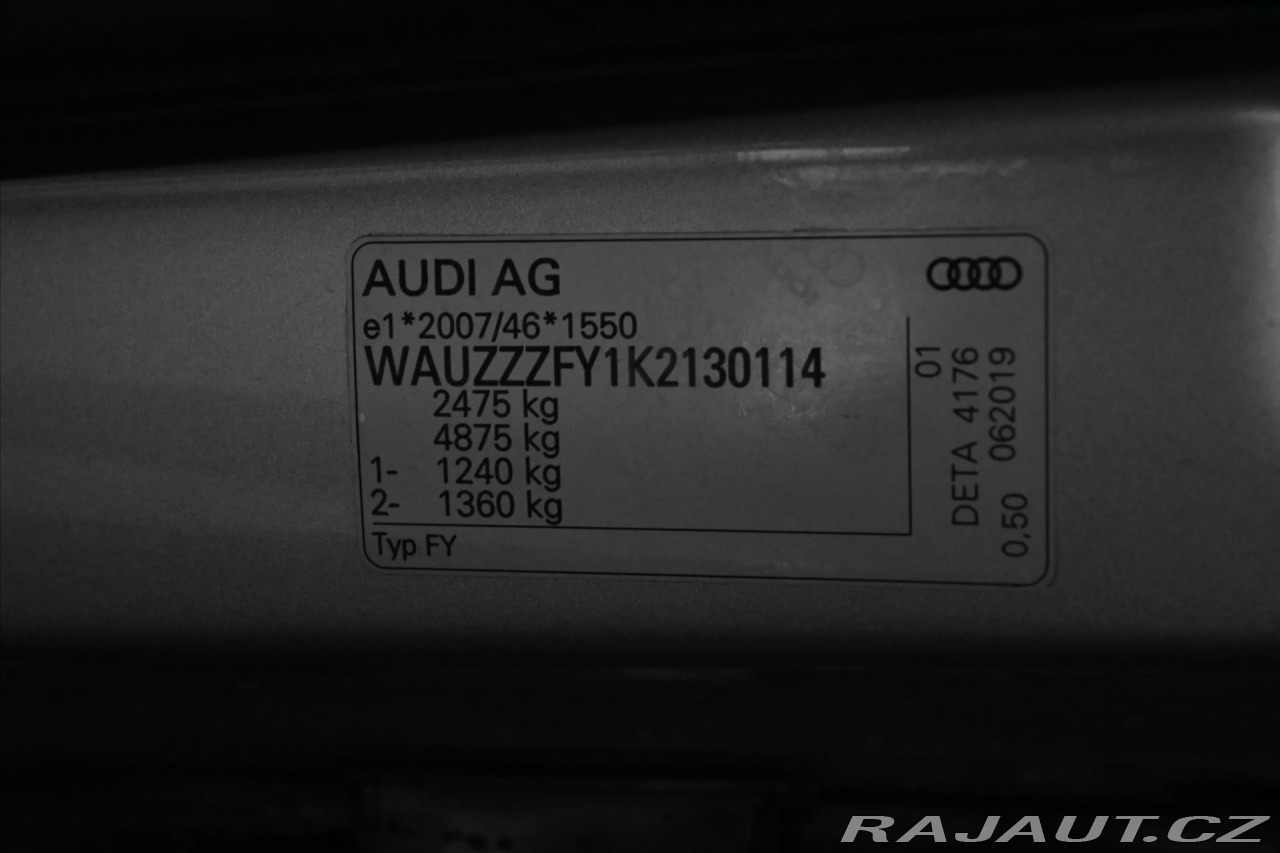 AUDI AG
e1*2007/46*1550
WAUZZZFY1K2130114
2475 kg
4875 kg
1- 1240 kg
2- 1360 kg
Typ FY
01
DETA 4176
0,50 062019
RAJAUT.CZ